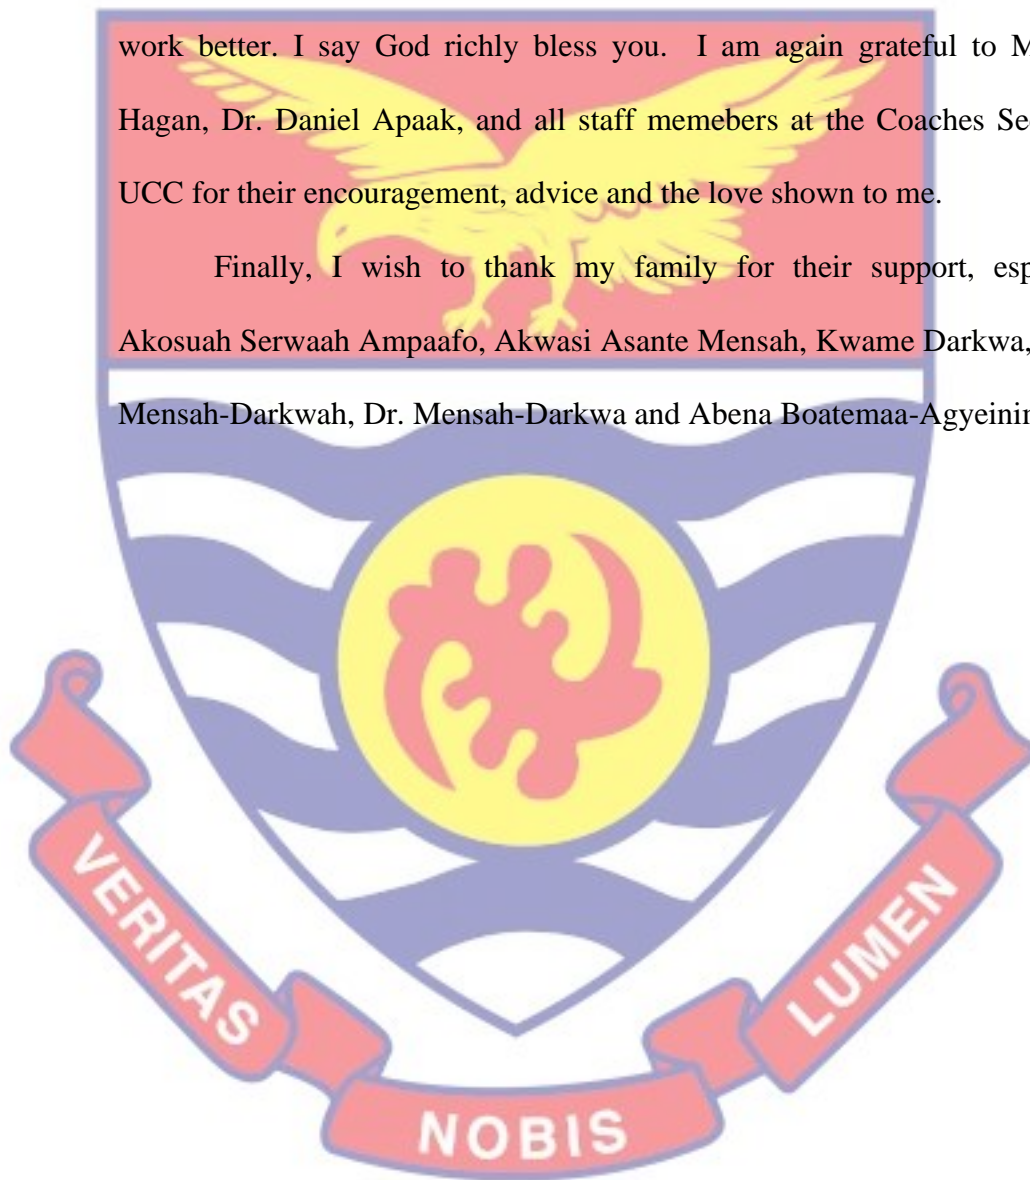 work better. I say God richly bless you. I am again grateful to M
Hagan, Dr. Daniel Apaak, and all staff memebers at the Coaches Se
UCC for their encouragement, advice and the love shown to me.
Finally, I wish to thank my family for their support, esp
Akosuah Serwaah Ampaafo, Akwasi Asante Mensah, Kwame Darkwa,
Mensah-Darkwah, Dr. Mensah-Darkwa and Abena Boatemaa-Agyeinin
VERITAS
NOBIS
LUMEN